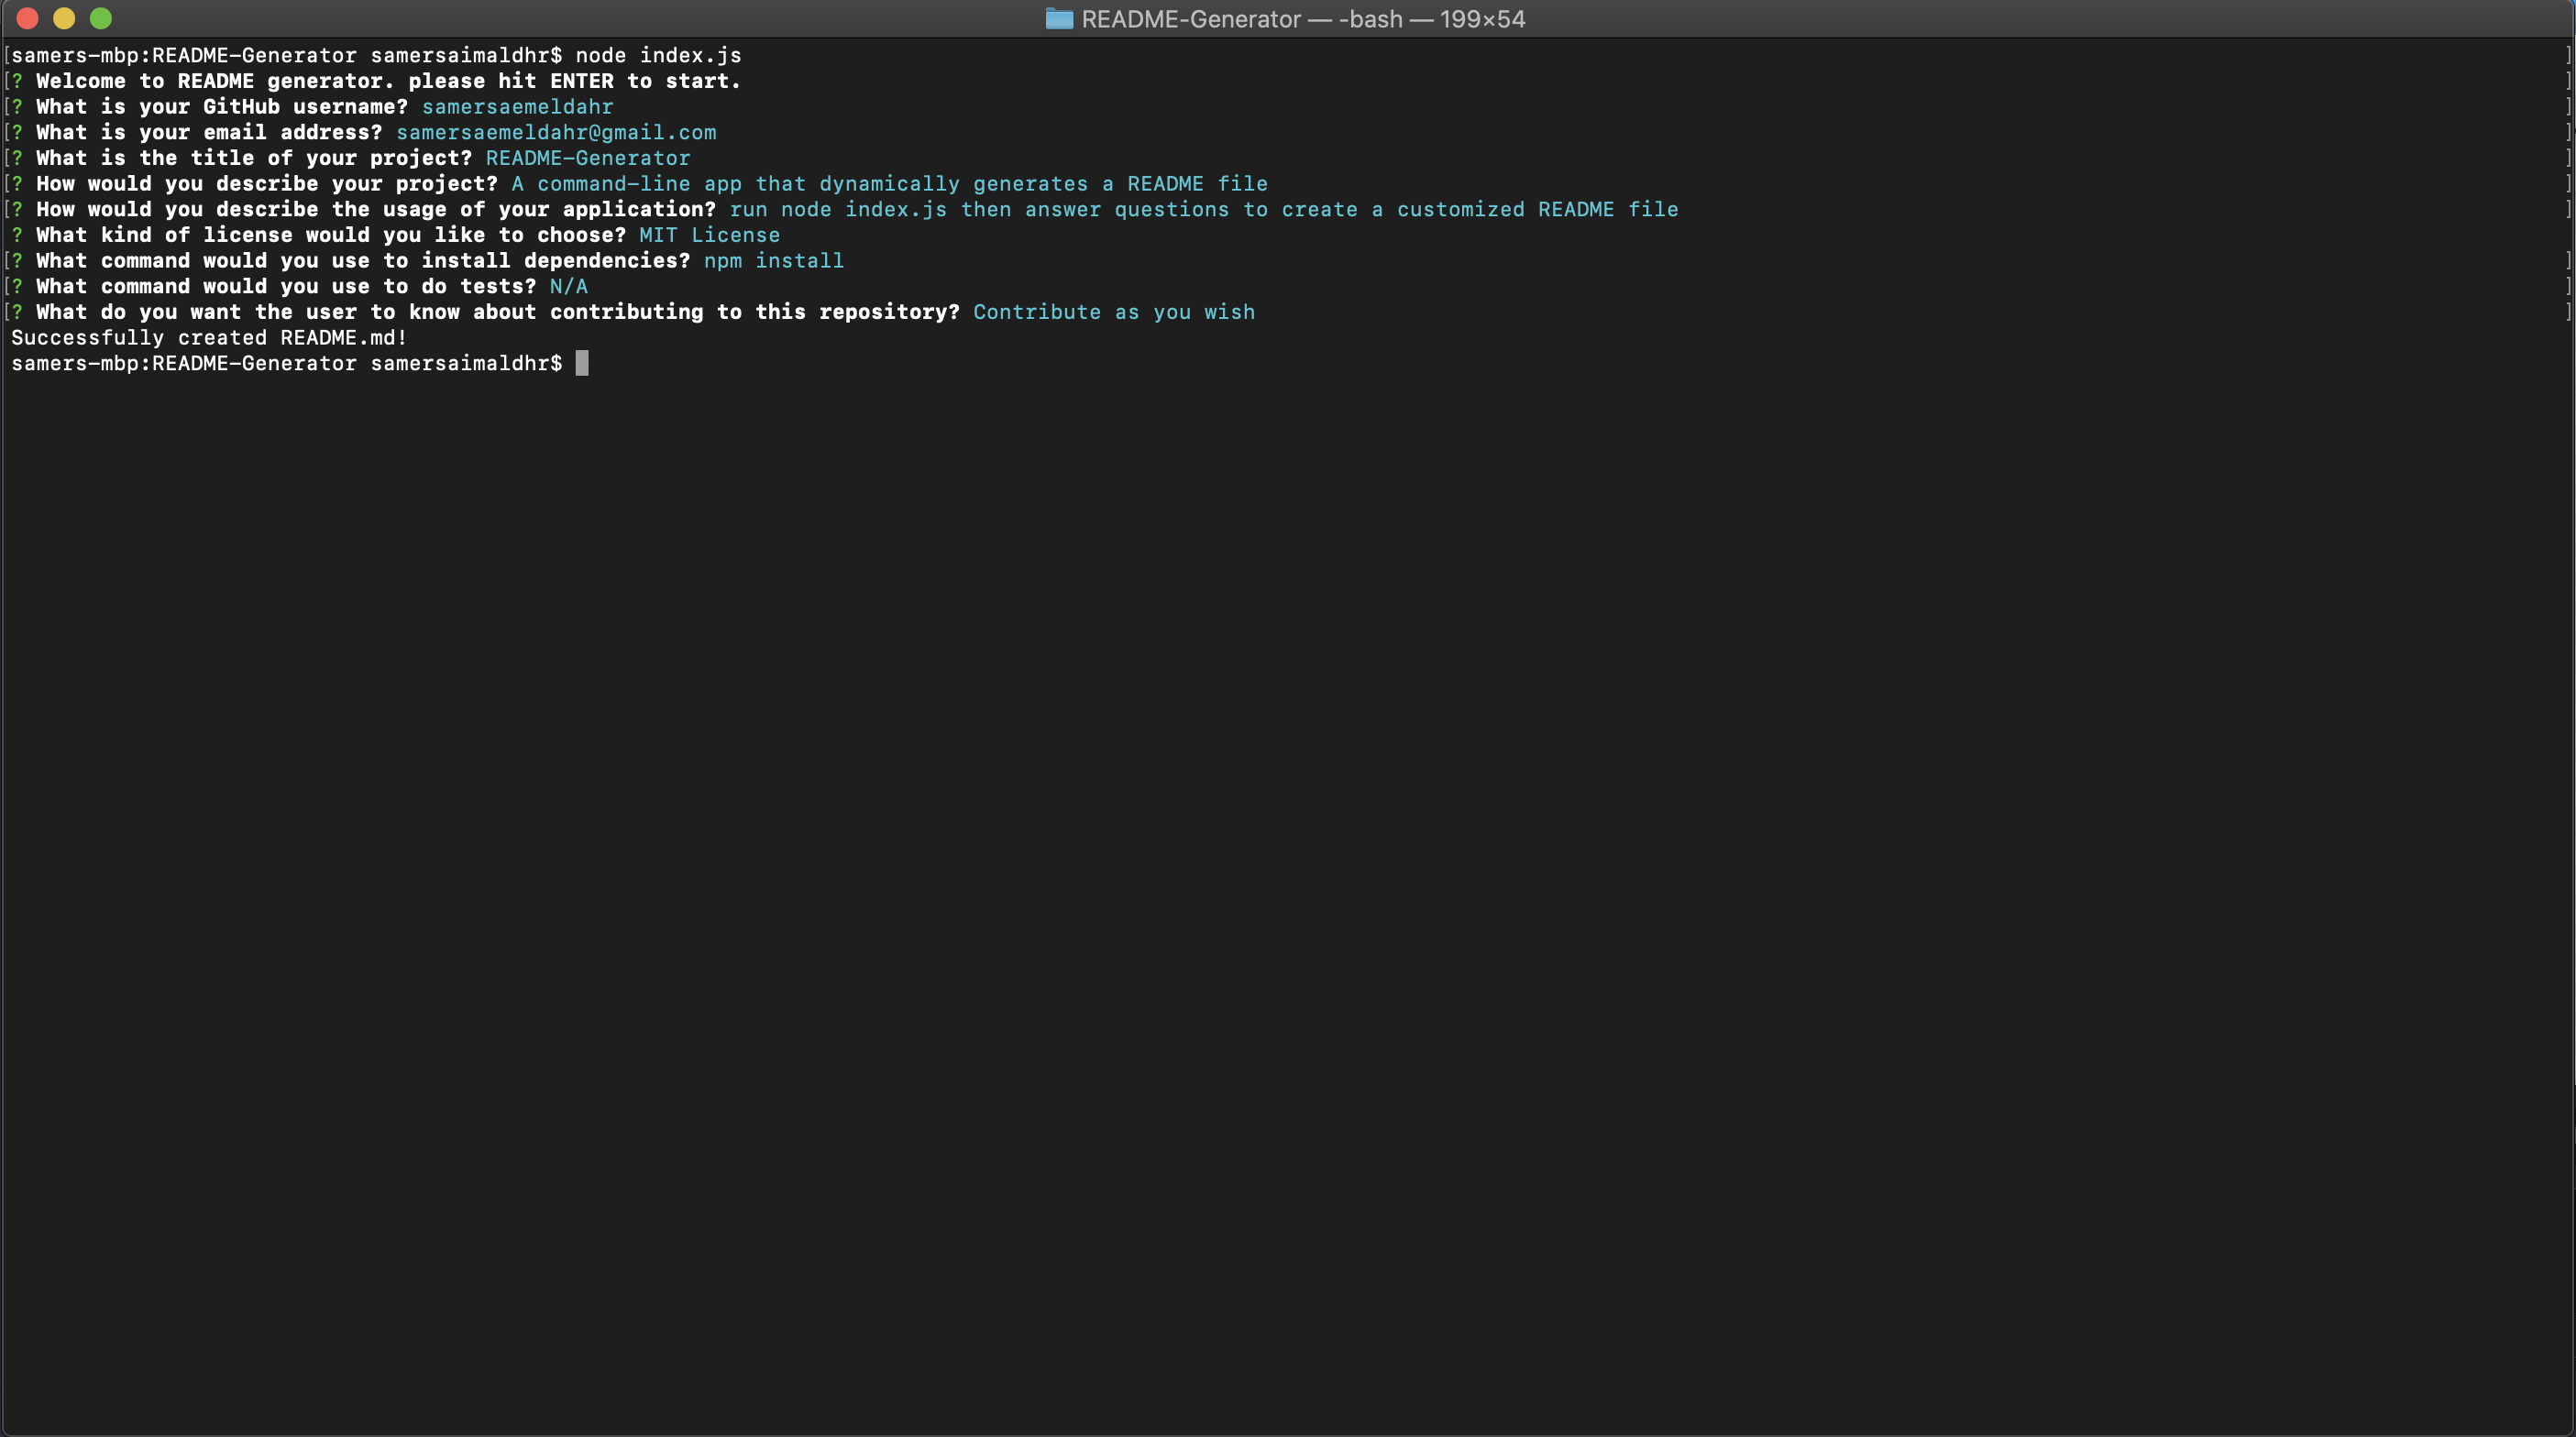 README-Generator — -bash — 199×54
[samers-mbp:README-Generator samersaimaldhr$ node index.js ]
[? Welcome to README generator. please hit ENTER to start. ]
[? What is your GitHub username? samersaemeldahr ]
[? What is your email address? samersaemeldahr@gmail.com ]
[? What is the title of your project? README-Generator ]
[? How would you describe your project? A command-line app that dynamically generates a README file ]
[? How would you describe the usage of your application? run node index.js then answer questions to create a customized README file ]
? What kind of license would you like to choose? MIT License
[? What command would you use to install dependencies? npm install ]
[? What command would you use to do tests? N/A ]
[? What do you want the user to know about contributing to this repository? Contribute as you wish ]
Successfully created README.md!
samers-mbp:README-Generator samersaimaldhr$